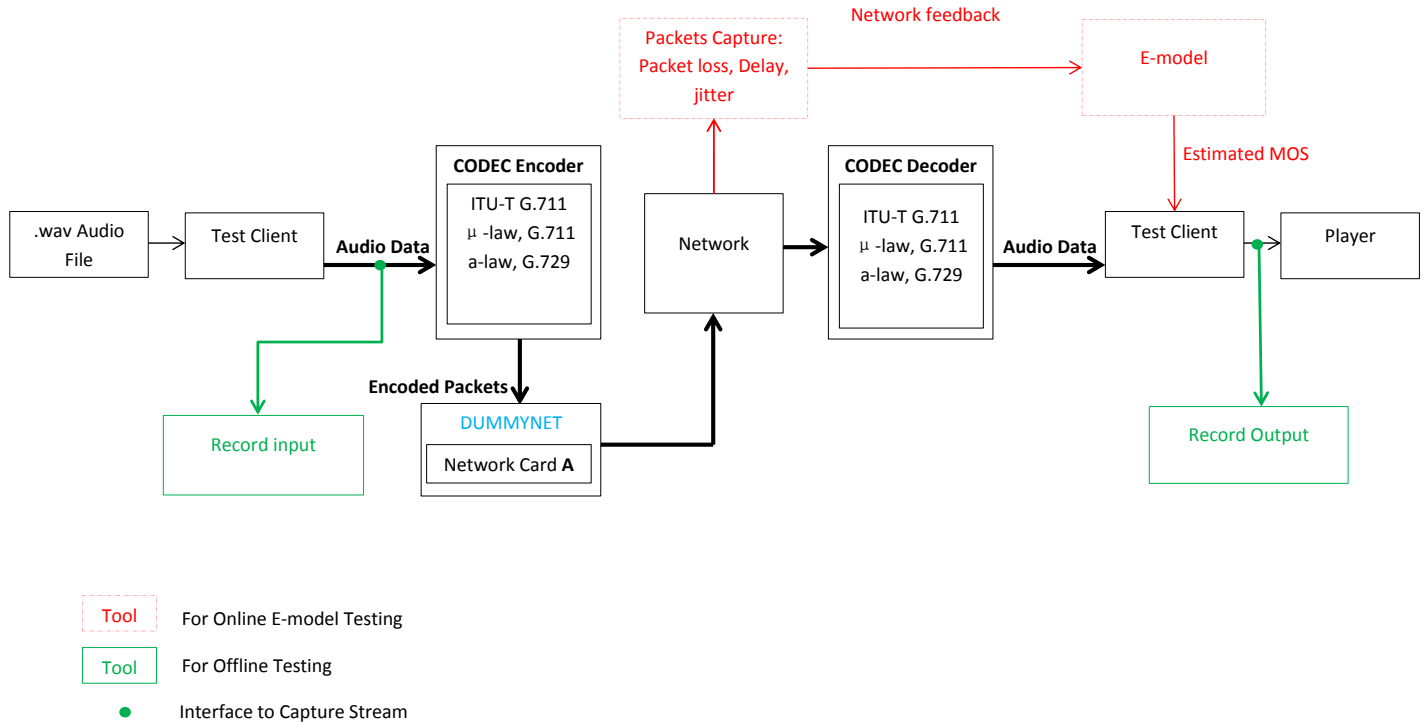 Network feedback
Packets Capture:
Packet loss, Delay,
jitter
E-model
Estimated MOS
CODEC Encoder
ITU-T G.711
μ-law, G.711
a-law, G.729
CODEC Decoder
ITU-T G.711
μ-law, G.711
a-law, G.729
.wav Audio
File
Test Client
Audio Data
Network
Audio Data
Test Client
Player
Encoded Packets
DUMMYNET
Network Card A
Record input
Record Output
Tool
For Online E-model Testing
Tool
For Offline Testing
Interface to Capture Stream